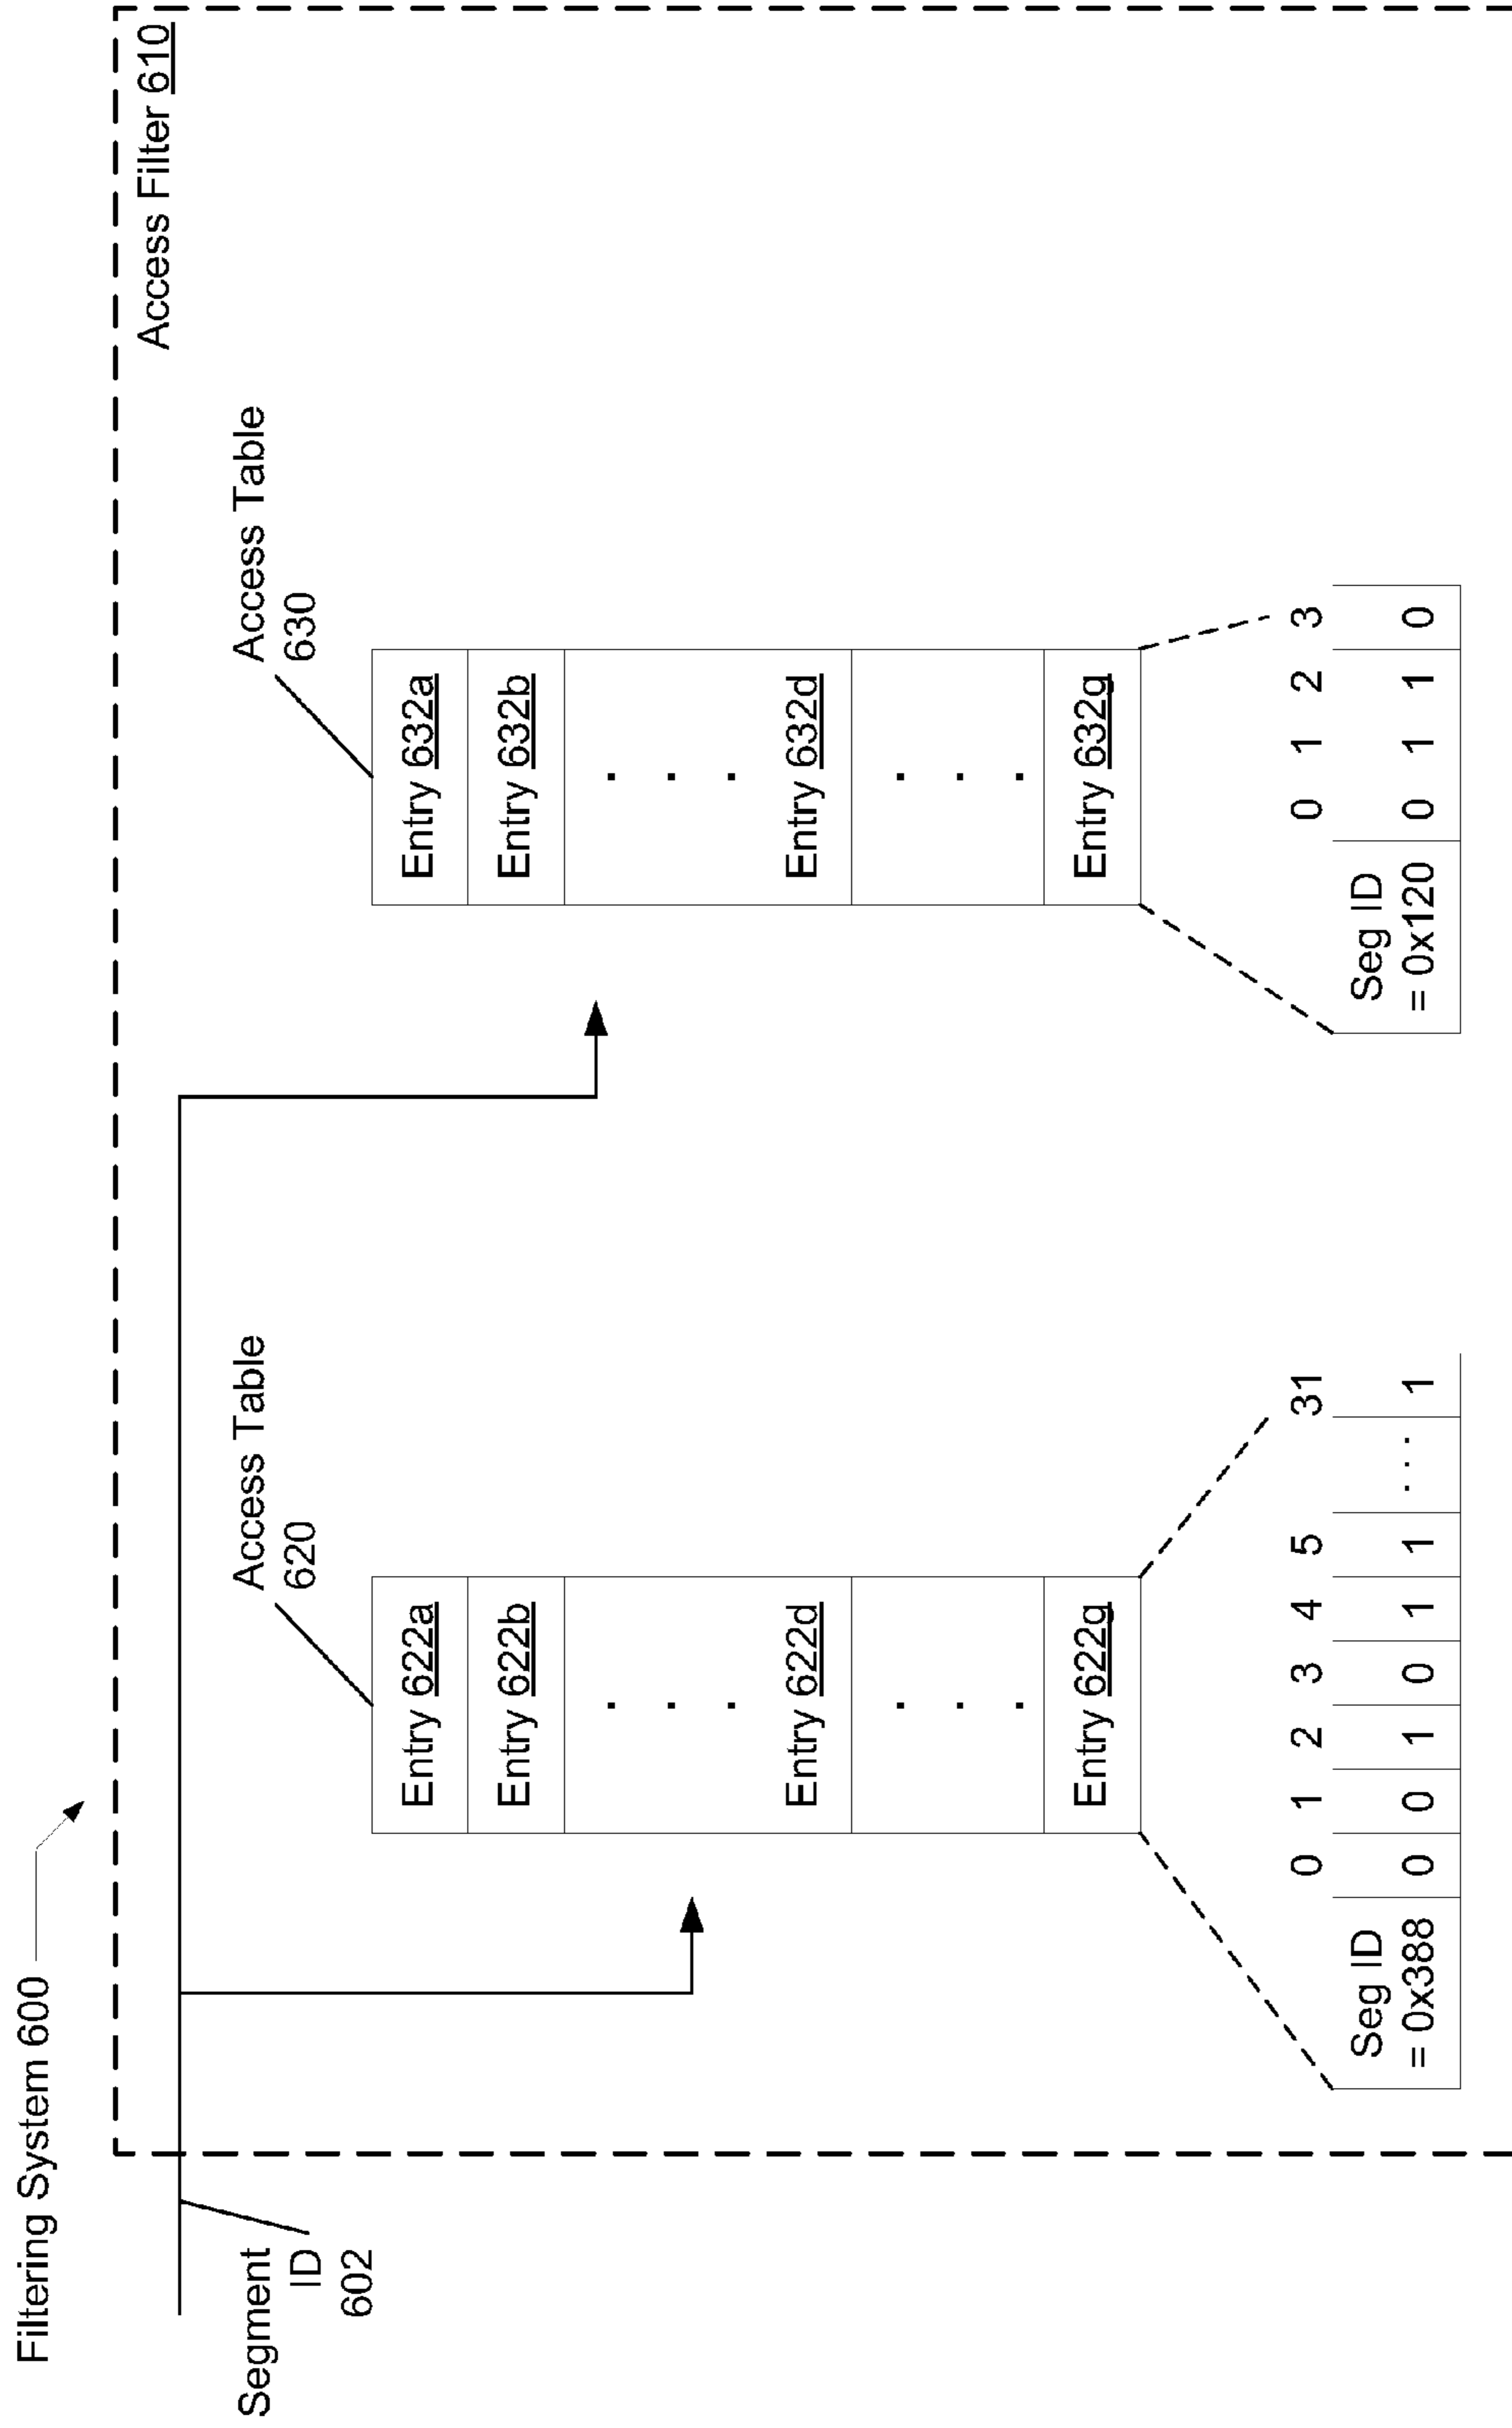 Filtering System 600
Access Filter 610
Segment
ID
602
Access Table
620
Access Table
630
Entry 622a
Entry 622b
. . .
Entry 622d
. . .
Entry 622g
Entry 632a
Entry 632b
. . .
Entry 632d
. . .
Entry 632g
0 1 2 3 4 5 31
Seg ID
= 0x388 0 0 1 0 1 1 . . . 1
0 1 2 3
Seg ID
= 0x120 0 1 1 0